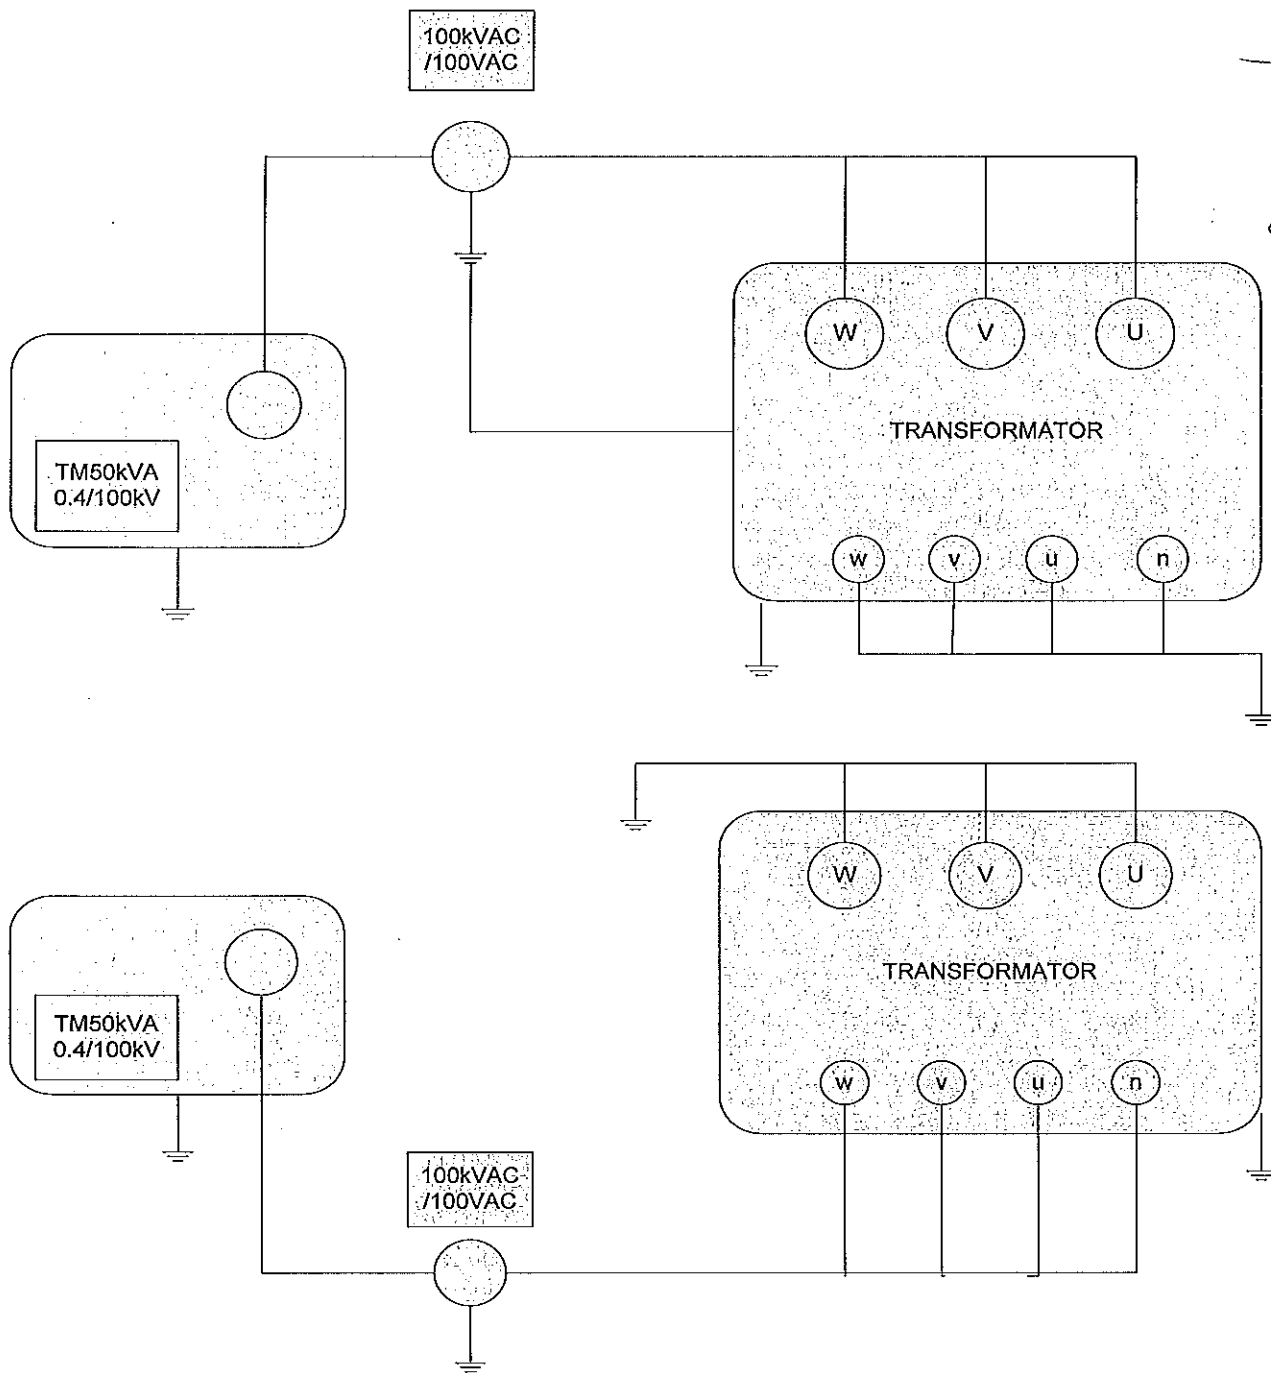 100kVAC
/100VAC
W V U
TRANSFORMATOR
TM50kVA
0.4/100kV
w v u n
W V U
TRANSFORMATOR
TM50kVA
0.4/100kV
w v u n
100kVAC
/100VAC